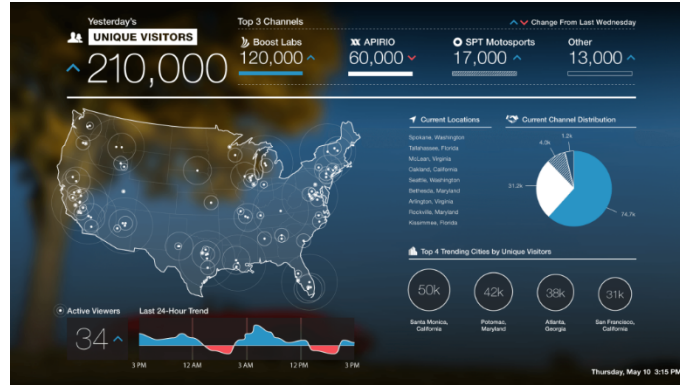 Yesterday's
UNIQUE VISITORS
210,000
Top 3 Channels
Change From Last Wednesday
Boost Labs
120,000
APIRIO
60,000
SPT Motosports
17,000
Other
13,000
Current Locations
Spokane, Washington
Tallahassee, Florida
McLean, Virginia
Oakland, California
Seattle, Washington
Bethesda, Maryland
Arlington, Virginia
Rockville, Maryland
Kissimmee, Florida
Current Channel Distribution
1.2k
4.3k
31.2k
74.7k
Top 4 Trending Cities by Unique Visitors
50k
Santa Monica,
California
42k
Potomac,
Maryland
38k
Atlanta,
Georgia
31k
San Francisco,
California
Active Viewers
34
Last 24-Hour Trend
3 PM
12 AM
3 AM
12 PM
3 PM
Thursday, May 10 3:15 PM